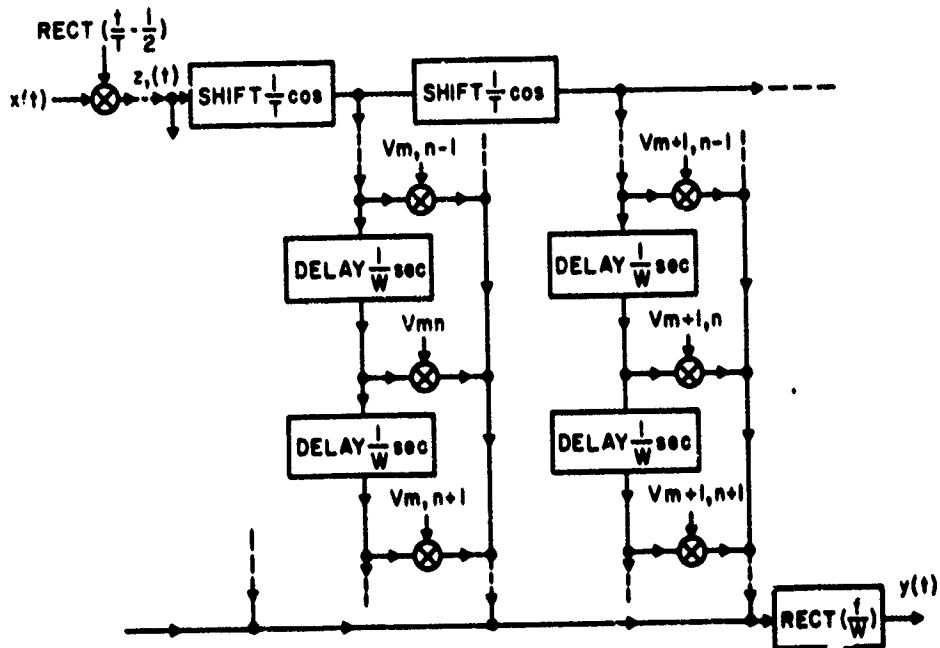 RECT (t/T - 1/2)
z,(t)
x(t)
SHIFT 1/T cos
SHIFT 1/T cos
Vm,n-1
Vm+1,n-1
DELAY 1/W sec
DELAY 1/W sec
Vmn
Vm+1,n
DELAY 1/W sec
DELAY 1/W sec
Vm,n+1
Vm+1,n+1
y(t)
RECT (f/W)